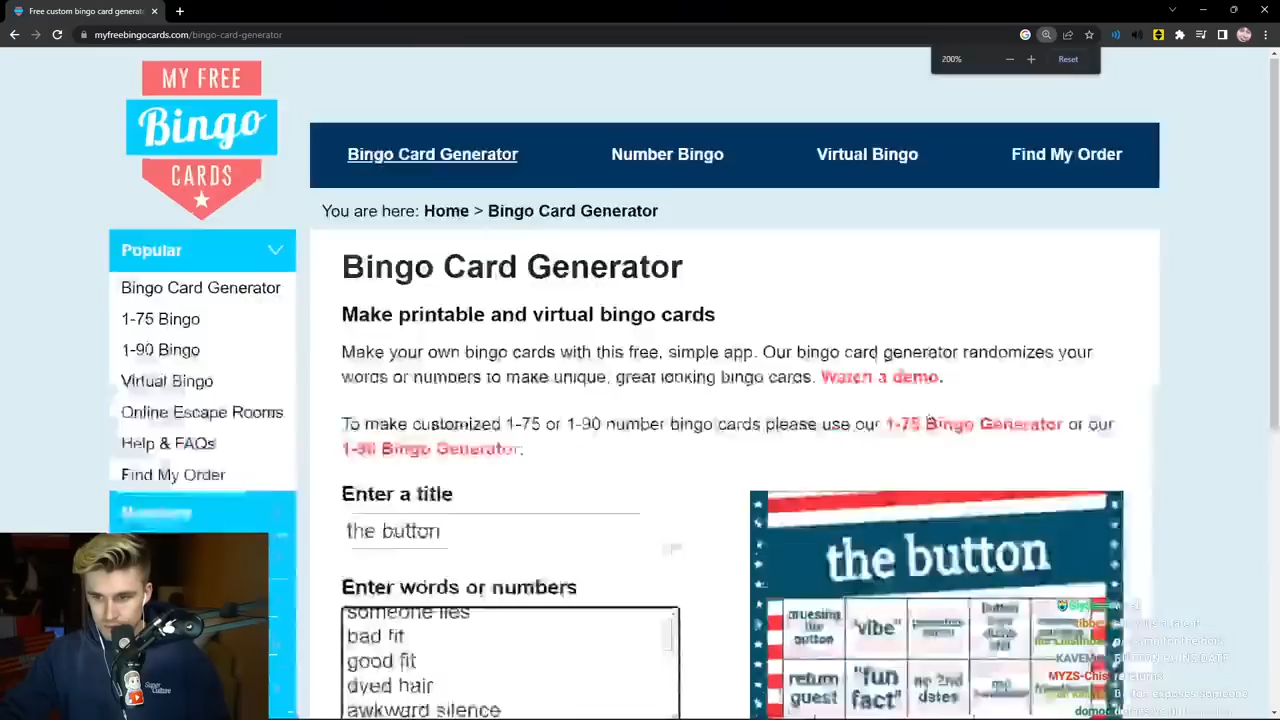 Free custom bingo card generat
myfreebingocards.com/bingo-card-generator
200%
Reset
MY FREE
Bingo
CARDS
Bingo Card Generator
Number Bingo
Virtual Bingo
Find My Order
You are here: Home > Bingo Card Generator
Popular
Bingo Card Generator
1-75 Bingo
1-90 Bingo
Virtual Bingo
Online Escape Rooms
Help & FAQs
Find My Order
Bingo Card Generator
Make printable and virtual bingo cards
Make your own bingo cards with this free, simple app. Our bingo card generator randomizes your
words or numbers to make unique, great looking bingo cards. Watch a demo.
To make customized 1-75 or 1-90 number bingo cards please use our 1-75 Bingo Generator or our
1-90 Bingo Generator.
Enter a title
the button
Enter words or numbers
someone lies
bad fit
good fit
dyed hair
awkward silence
the button
"vibe"
return
guest
"fun
fact"
no 2nd
dates
Super
Culture
MYZS-Chis